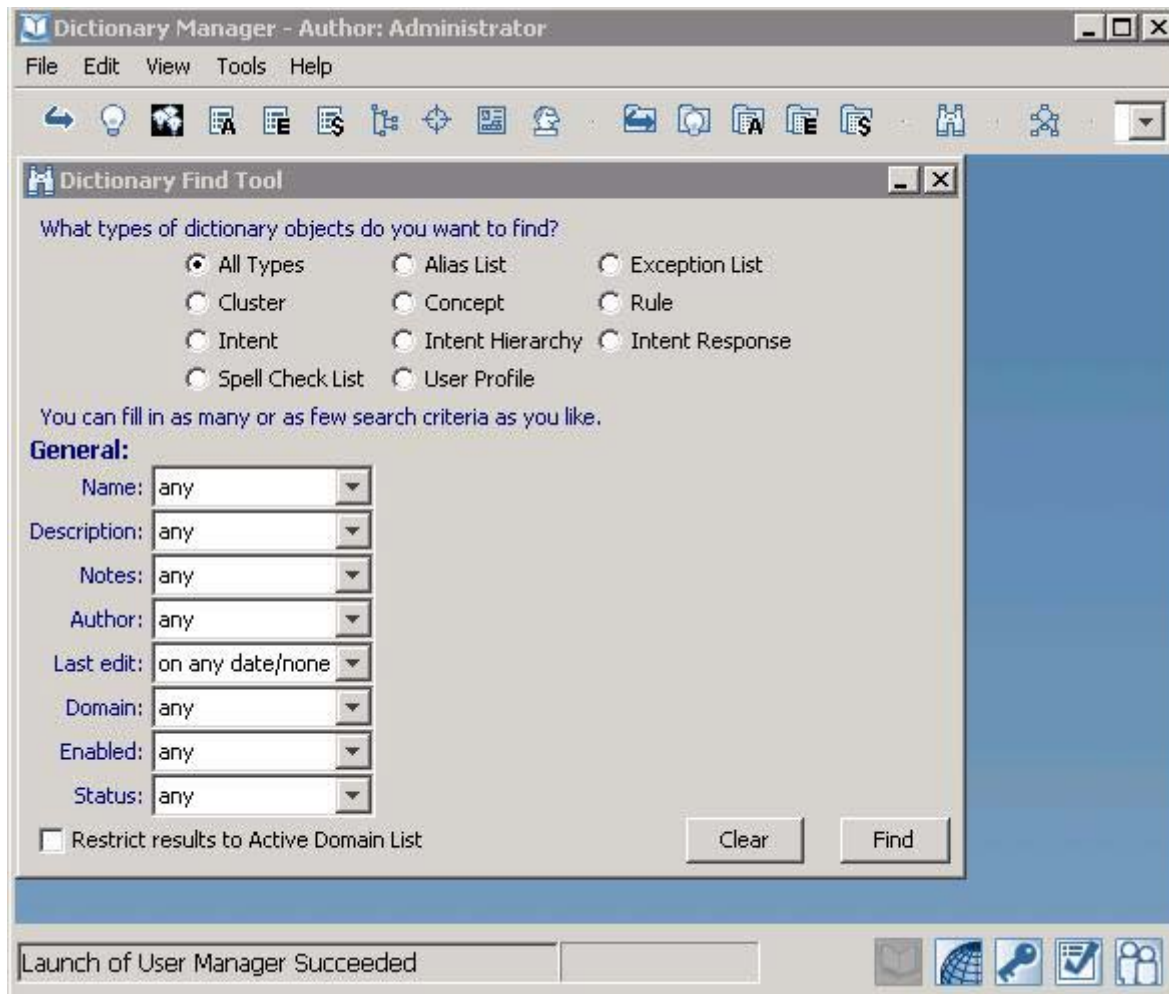 Dictionary Manager - Author: Administrator
File Edit View Tools Help
A E S A E S
Dictionary Find Tool
What types of dictionary objects do you want to find?
All Types Alias List Exception List
Cluster Concept Rule
Intent Intent Hierarchy Intent Response
Spell Check List User Profile
You can fill in as many or as few search criteria as you like.
General:
Name: any
Description: any
Notes: any
Author: any
Last edit: on any date/none
Domain: any
Enabled: any
Status: any
Restrict results to Active Domain List Clear Find
Launch of User Manager Succeeded